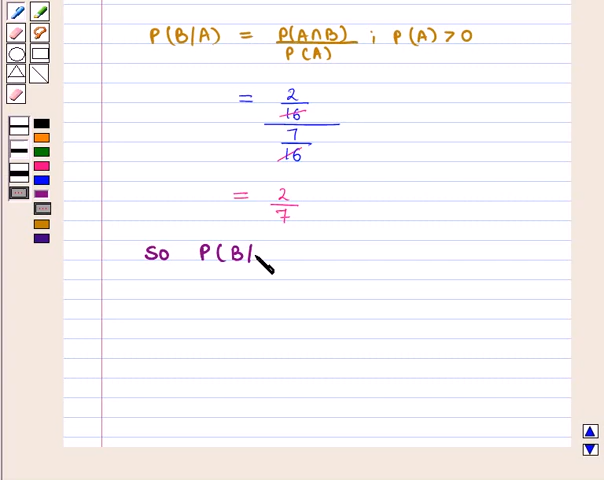 P(B/A) = P(A∩B)/P(A) ; P(A) > 0
= 2/16 / 7/16
= 2/7
So P(B/